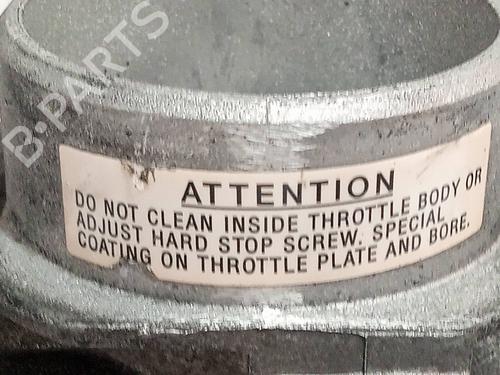 B-PARTS
ATTENTION
DO NOT CLEAN INSIDE THROTTLE BODY OR
ADJUST HARD STOP SCREW. SPECIAL
COATING ON THROTTLE PLATE AND BORE.